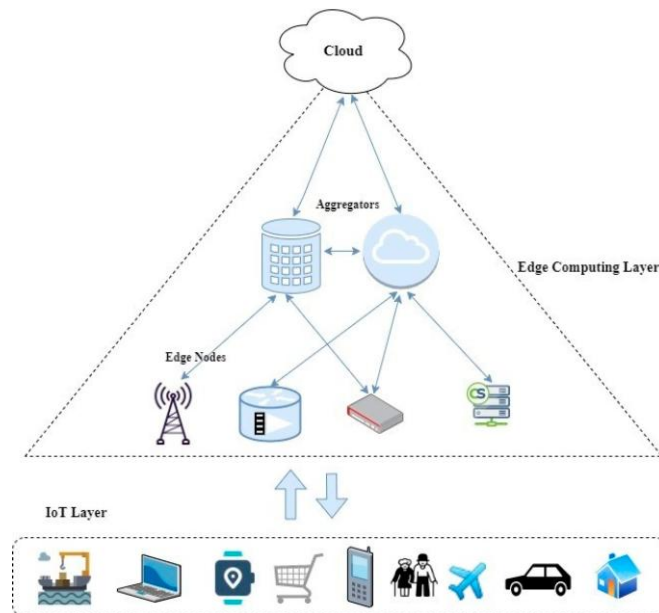 Cloud
Aggregators
Edge Computing Layer
Edge Nodes
CS
IoT Layer